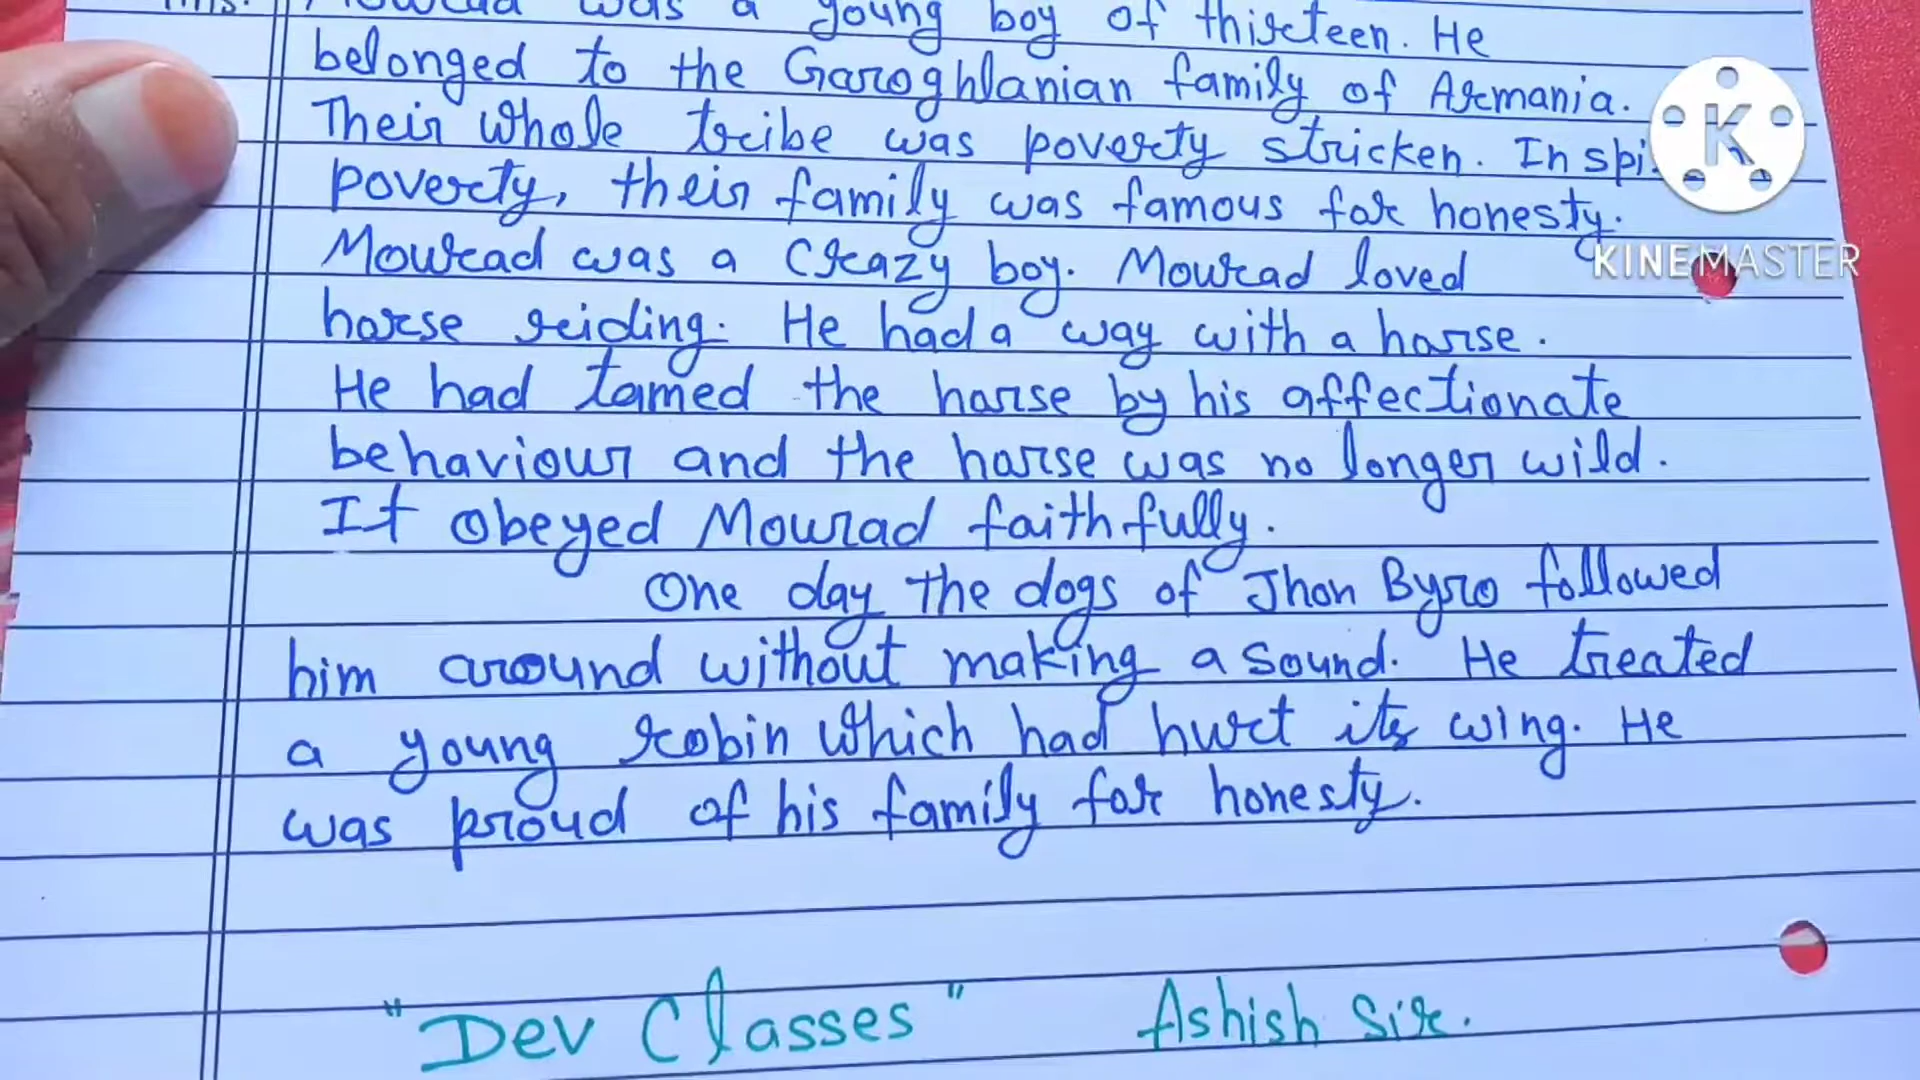 Ans. Mourad was a young boy of thirteen. He
belonged to the Garoghlanian family of Armania.
Their whole tribe was poverty stricken. In spi
poverty, their family was famous for honesty.
Mourad was a crazy boy. Mourad loved
horse reiding. He had a way with a horse.
He had tamed the horse by his affectionate
behaviour and the horse was no longer wild.
It obeyed Mourad faithfully.
One day the dogs of Jhon Byro followed
him around without making a sound. He treated
a young robin which had hurt its wing. He
was proud of his family for honesty.
"Dev Classes" Ashish Sir.
K
KINEMASTER